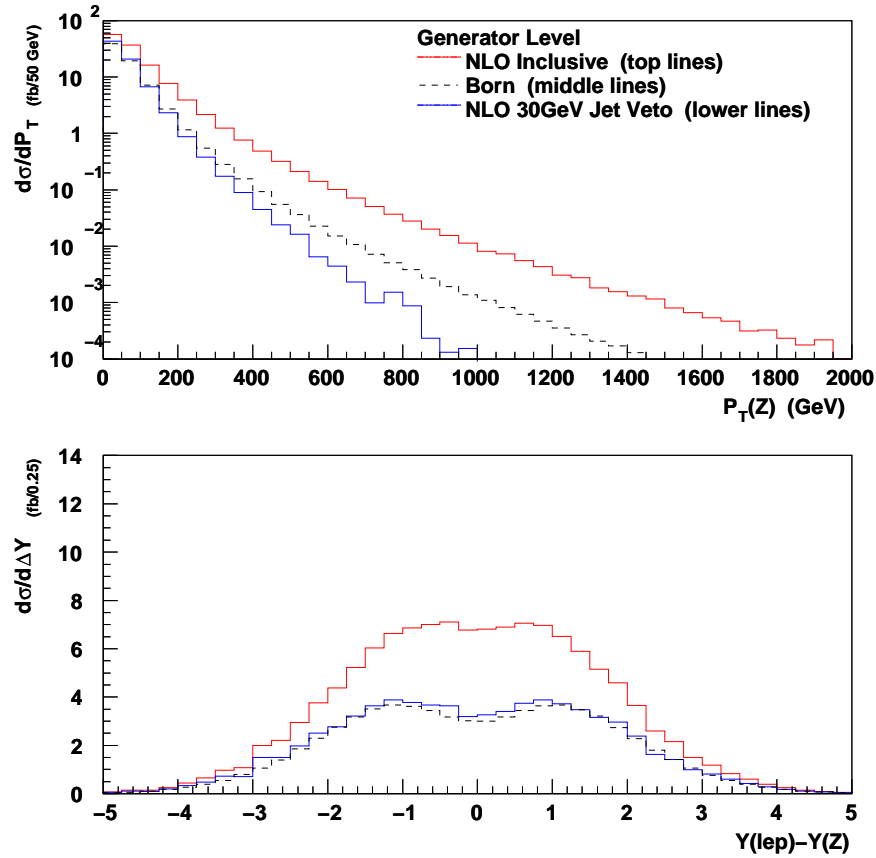 Generator Level
NLO Inclusive (top lines)
Born (middle lines)
NLO 30GeV Jet Veto (lower lines)
dσ/dP_T (fb/50 GeV)
10^2
10
1
10^-1
10^-2
10^-3
10^-4
0 200 400 600 800 1000 1200 1400 1600 1800 2000
P_T(Z) (GeV)
dσ/dΔY (fb/0.25)
14
12
10
8
6
4
2
0
−5 −4 −3 −2 −1 0 1 2 3 4 5
Y(lep)−Y(Z)